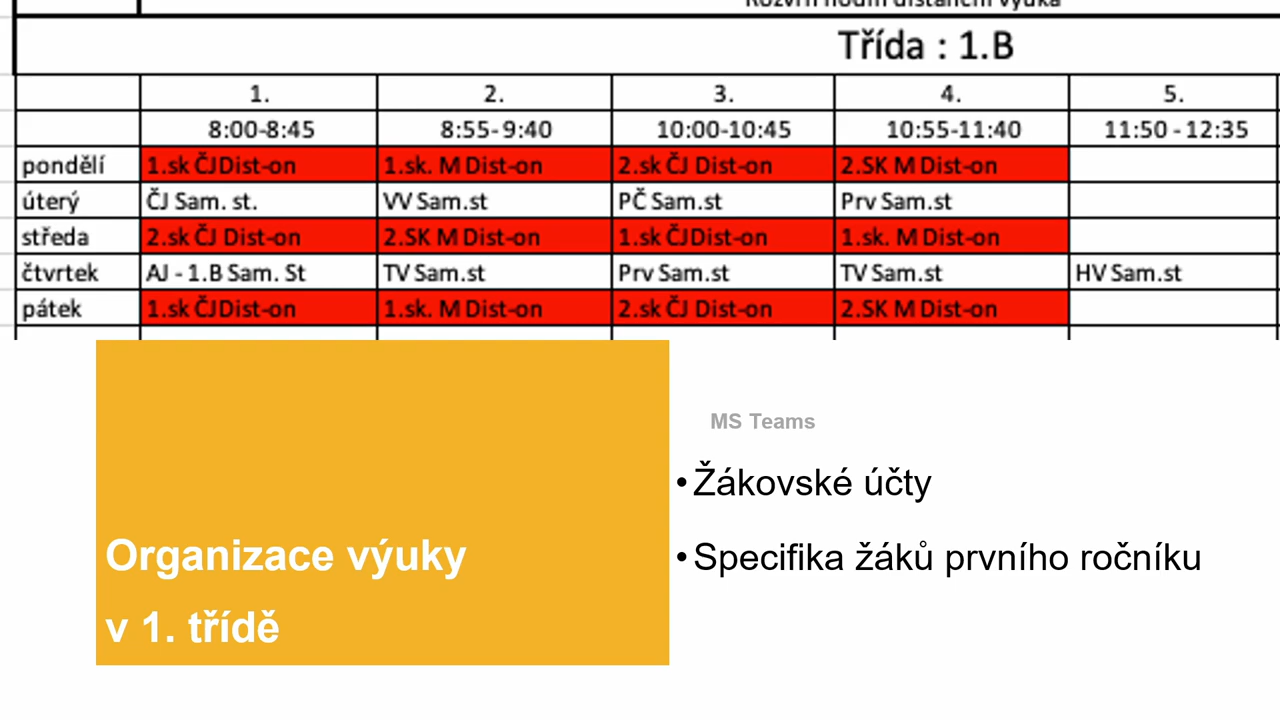 Rozvrh hodin distanční výuka
Třída : 1.B
1. 2. 3. 4. 5.
8:00-8:45 8:55- 9:40 10:00-10:45 10:55-11:40 11:50 - 12:35
pondělí 1.sk ČJDist-on 1.sk. M Dist-on 2.sk ČJ Dist-on 2.SK M Dist-on
úterý ČJ Sam. st. VV Sam.st PČ Sam.st Prv Sam.st
středa 2.sk ČJ Dist-on 2.SK M Dist-on 1.sk ČJDist-on 1.sk. M Dist-on
čtvrtek AJ - 1.B Sam. St TV Sam.st Prv Sam.st TV Sam.st HV Sam.st
pátek 1.sk ČJDist-on 1.sk. M Dist-on 2.sk ČJ Dist-on 2.SK M Dist-on
Organizace výuky
v 1. třídě
MS Teams
•Žákovské účty
•Specifika žáků prvního ročníku